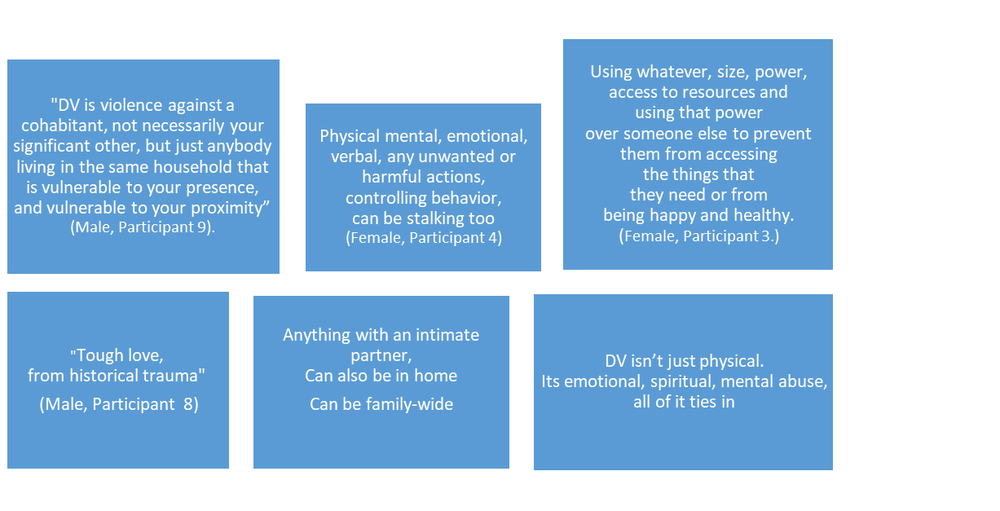 "DV is violence against a
cohabitant, not necessarily your
significant other, but just anybody
living in the same household that
is vulnerable to your presence,
and vulnerable to your proximity”
(Male, Participant 9).
Physical mental, emotional,
verbal, any unwanted or
harmful actions,
controlling behavior,
can be stalking too
(Female, Participant 4)
Using whatever, size, power,
access to resources and
using that power
over someone else to prevent
them from accessing
the things that
they need or from
being happy and healthy.
(Female, Participant 3.)
"Tough love,
from historical trauma"
(Male, Participant 8)
Anything with an intimate
partner,
Can also be in home
Can be family-wide
DV isn’t just physical.
Its emotional, spiritual, mental abuse,
all of it ties in